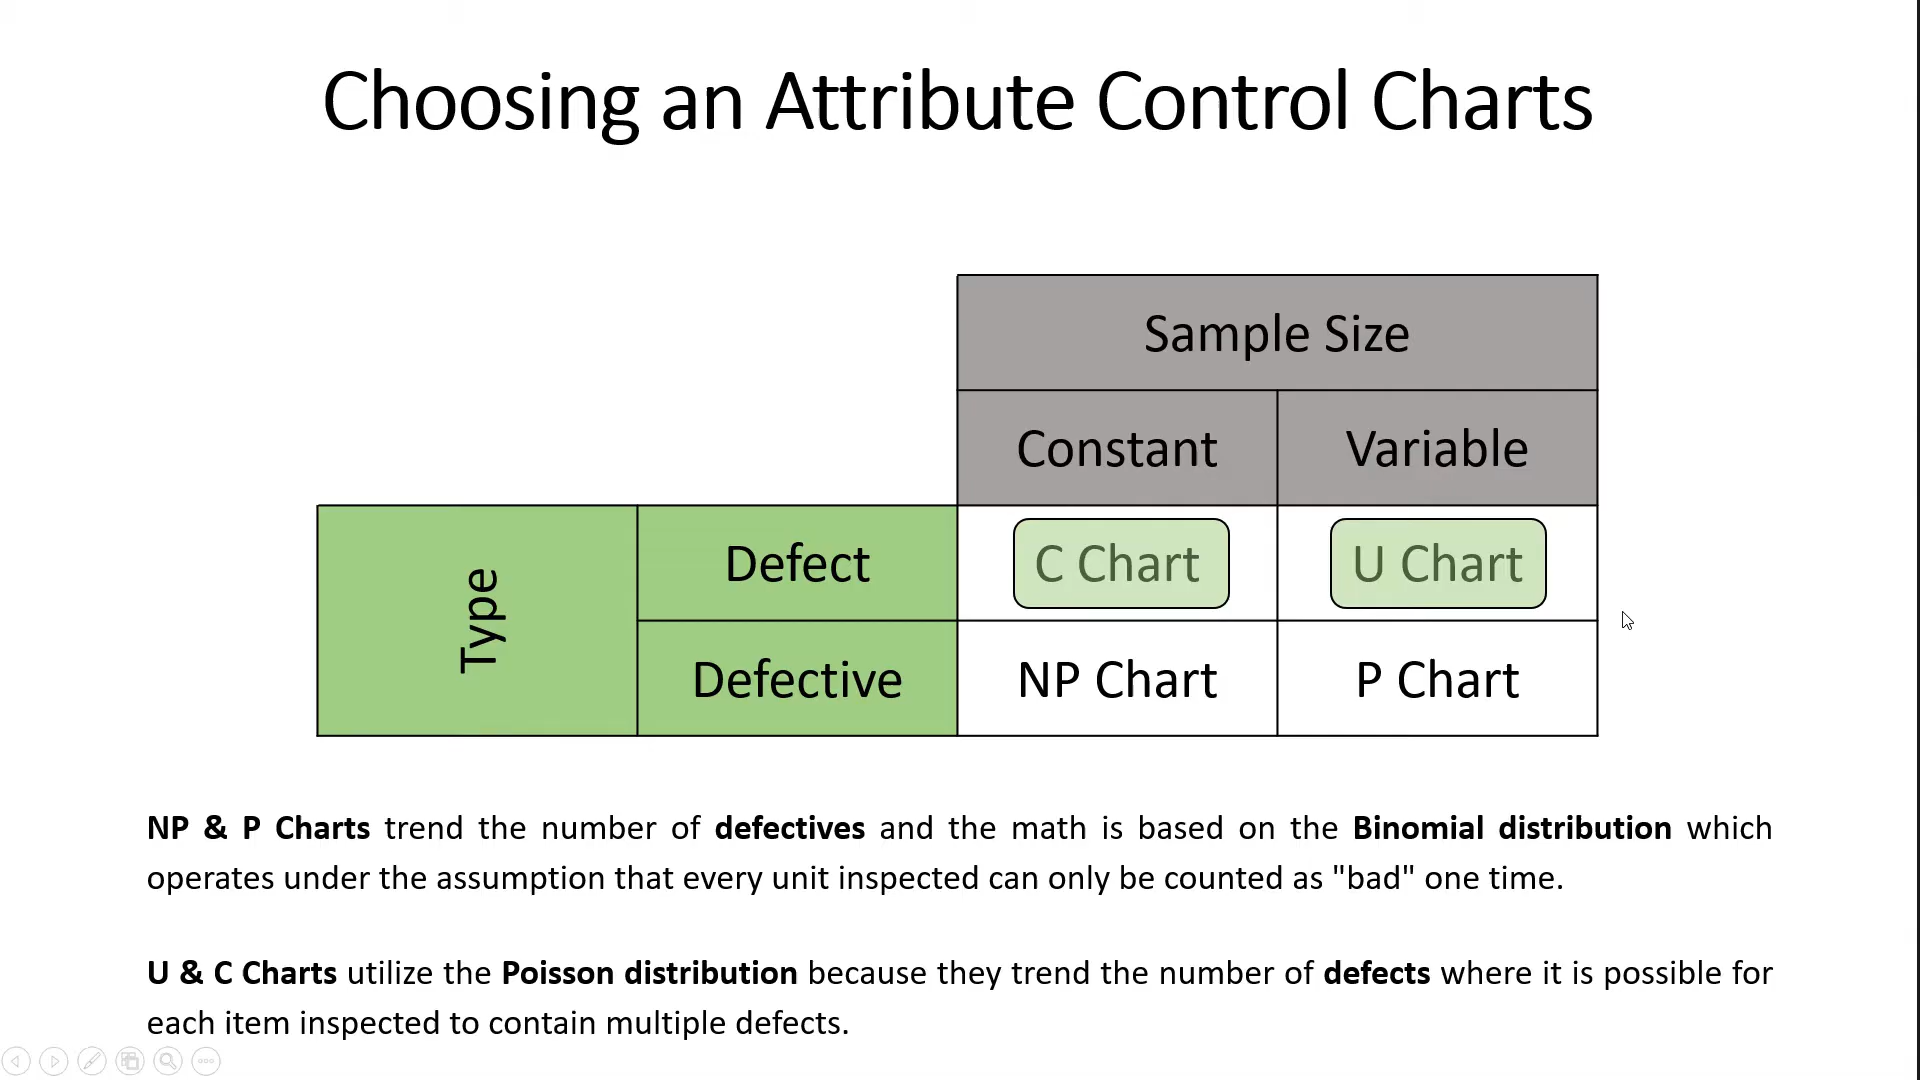 Choosing an Attribute Control Charts
Sample Size
Constant Variable
Type
Defect C Chart U Chart
Defective NP Chart P Chart
NP & P Charts trend the number of defectives and the math is based on the Binomial distribution which
operates under the assumption that every unit inspected can only be counted as "bad" one time.
U & C Charts utilize the Poisson distribution because they trend the number of defects where it is possible for
each item inspected to contain multiple defects.